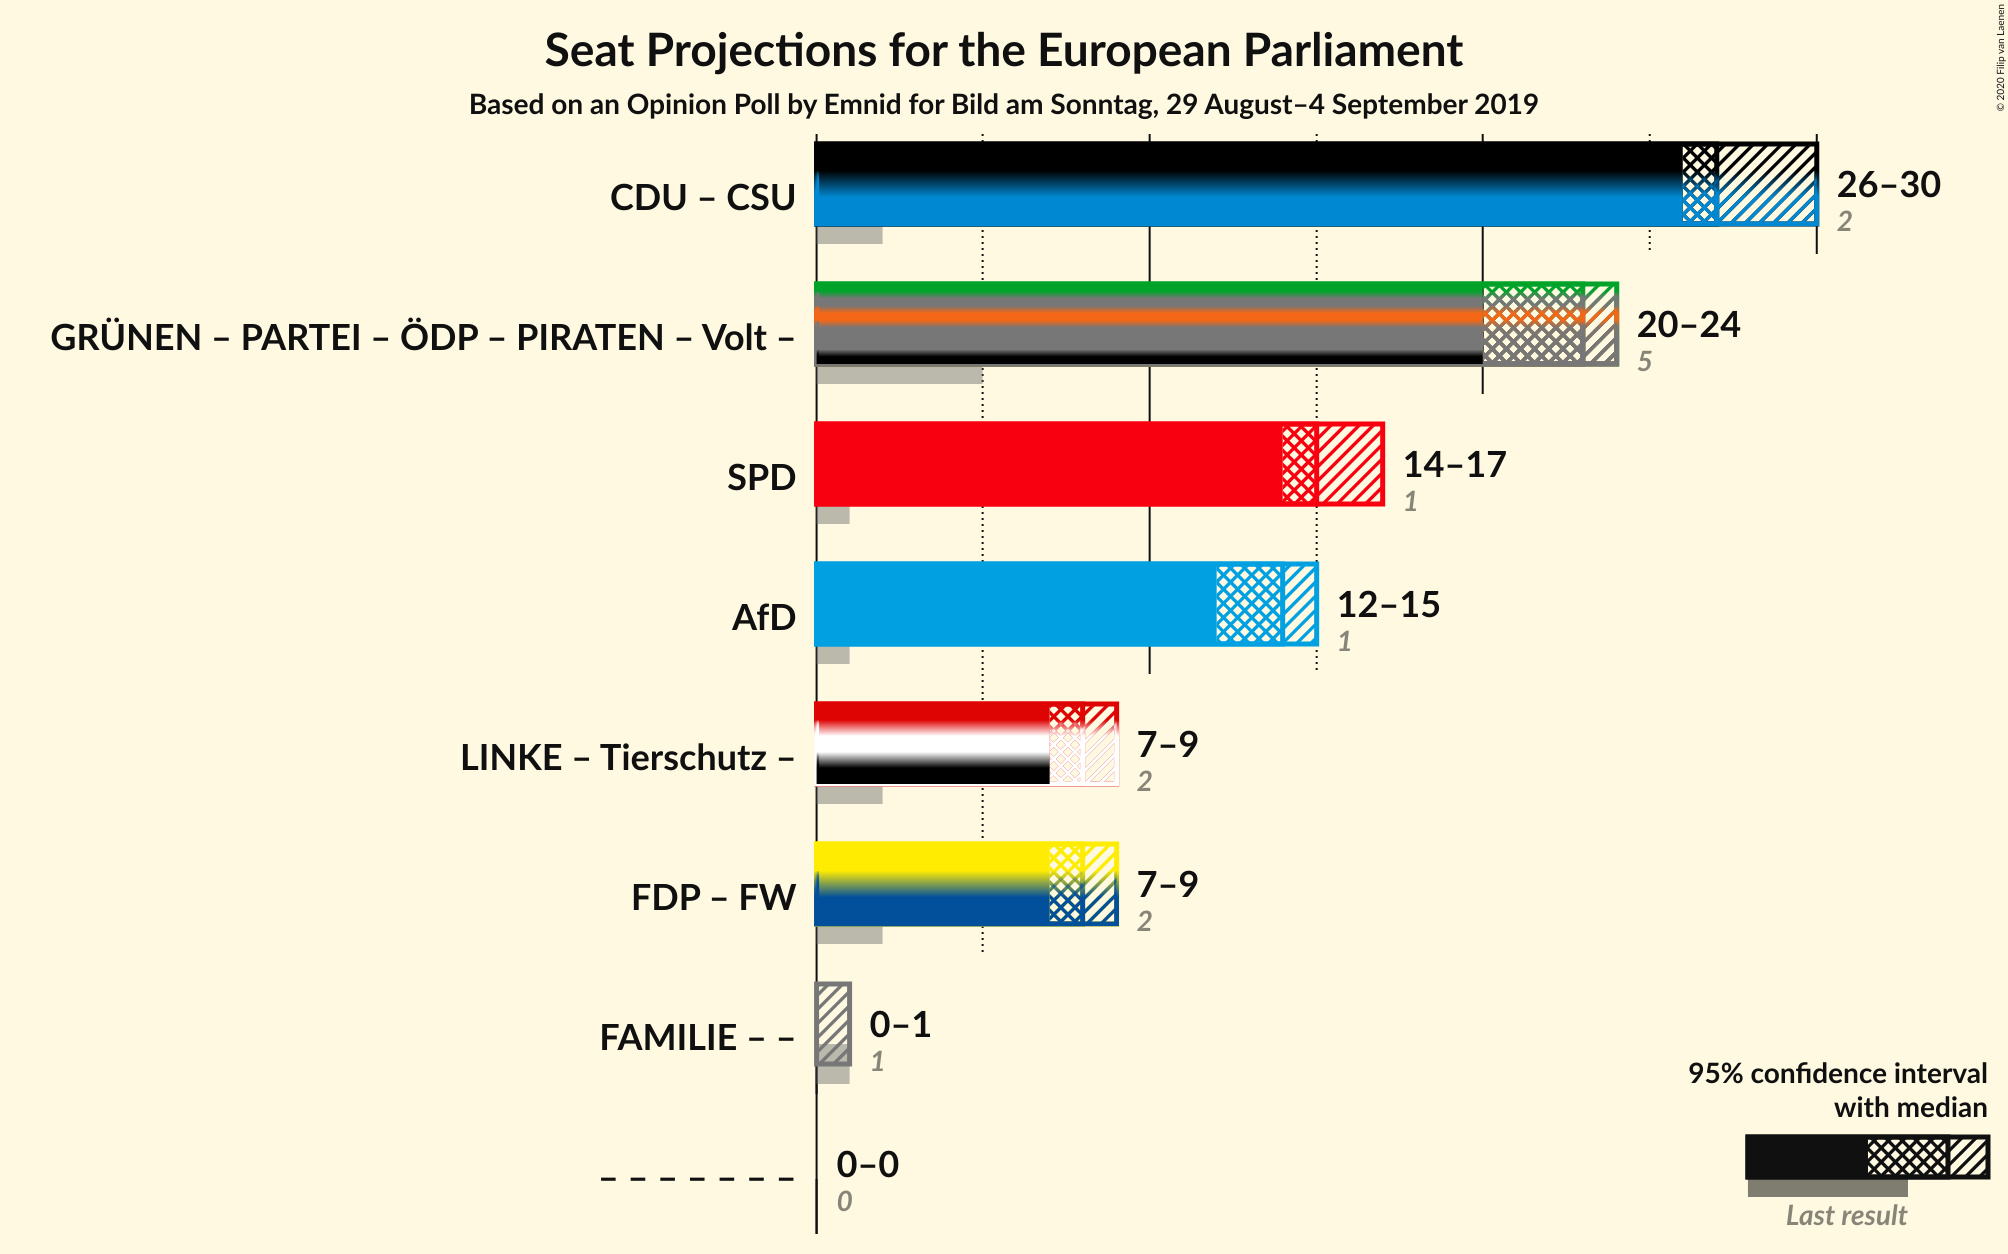 Seat Projections for the European Parliament
Based on an Opinion Poll by Emnid for Bild am Sonntag, 29 August–4 September 2019
© 2020 Filip van Laenen
CDU – CSU
26–30
2
GRÜNEN – PARTEI – ÖDP – PIRATEN – Volt –
20–24
5
SPD
14–17
1
AfD
12–15
1
LINKE – Tierschutz –
7–9
2
FDP – FW
7–9
2
FAMILIE – –
0–1
1
– – – – – – –
0–0
0
95% confidence interval
with median
Last result